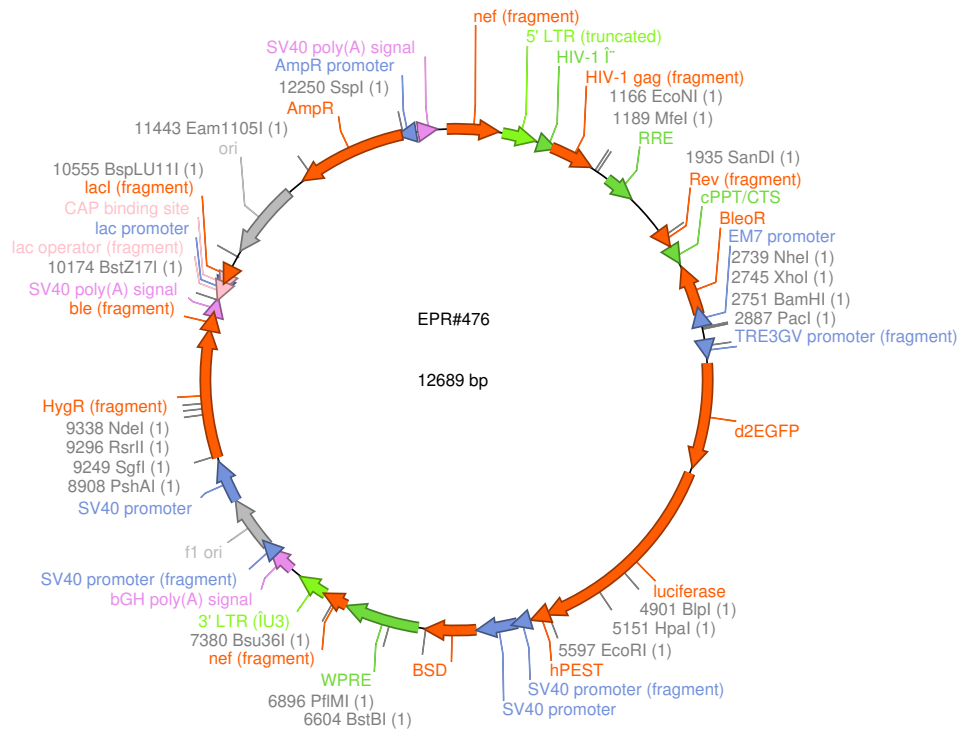 nef (fragment)
5' LTR (truncated)
HIV-1 Î¨
HIV-1 gag (fragment)
1166 EcoNI (1)
1189 MfeI (1)
RRE
1935 SanDI (1)
Rev (fragment)
cPPT/CTS
BleoR
EM7 promoter
2739 NheI (1)
2745 XhoI (1)
2751 BamHI (1)
2887 PacI (1)
TRE3GV promoter (fragment)
d2EGFP
luciferase
4901 BlpI (1)
5151 HpaI (1)
5597 EcoRI (1)
hPEST
SV40 promoter (fragment)
SV40 promoter
BSD
6604 BstBI (1)
6896 PflMI (1)
WPRE
nef (fragment)
7380 Bsu36I (1)
3' LTR (ÎU3)
bGH poly(A) signal
SV40 promoter (fragment)
f1 ori
SV40 promoter
8908 PshAI (1)
9249 SgfI (1)
9296 RsrII (1)
9338 NdeI (1)
HygR (fragment)
ble (fragment)
SV40 poly(A) signal
10174 BstZ17I (1)
lac operator (fragment)
lac promoter
CAP binding site
lacI (fragment)
10555 BspLU11I (1)
ori
11443 Eam1105I (1)
AmpR
12250 SspI (1)
AmpR promoter
SV40 poly(A) signal
EPR#476
12689 bp